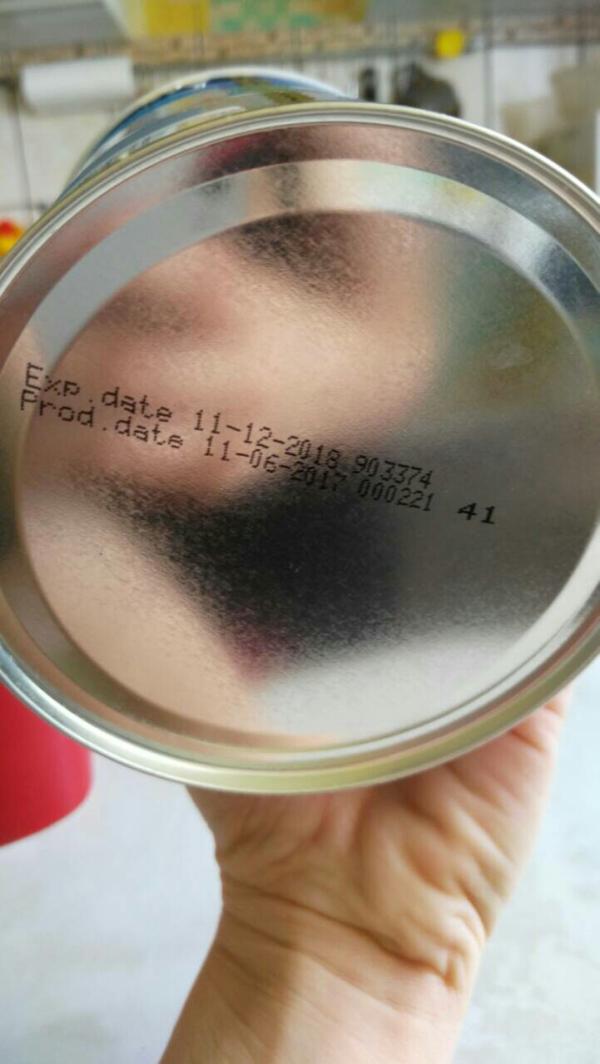 Exp.date 11-12-2018 903374
Prod.date 11-06-2017 000221 41